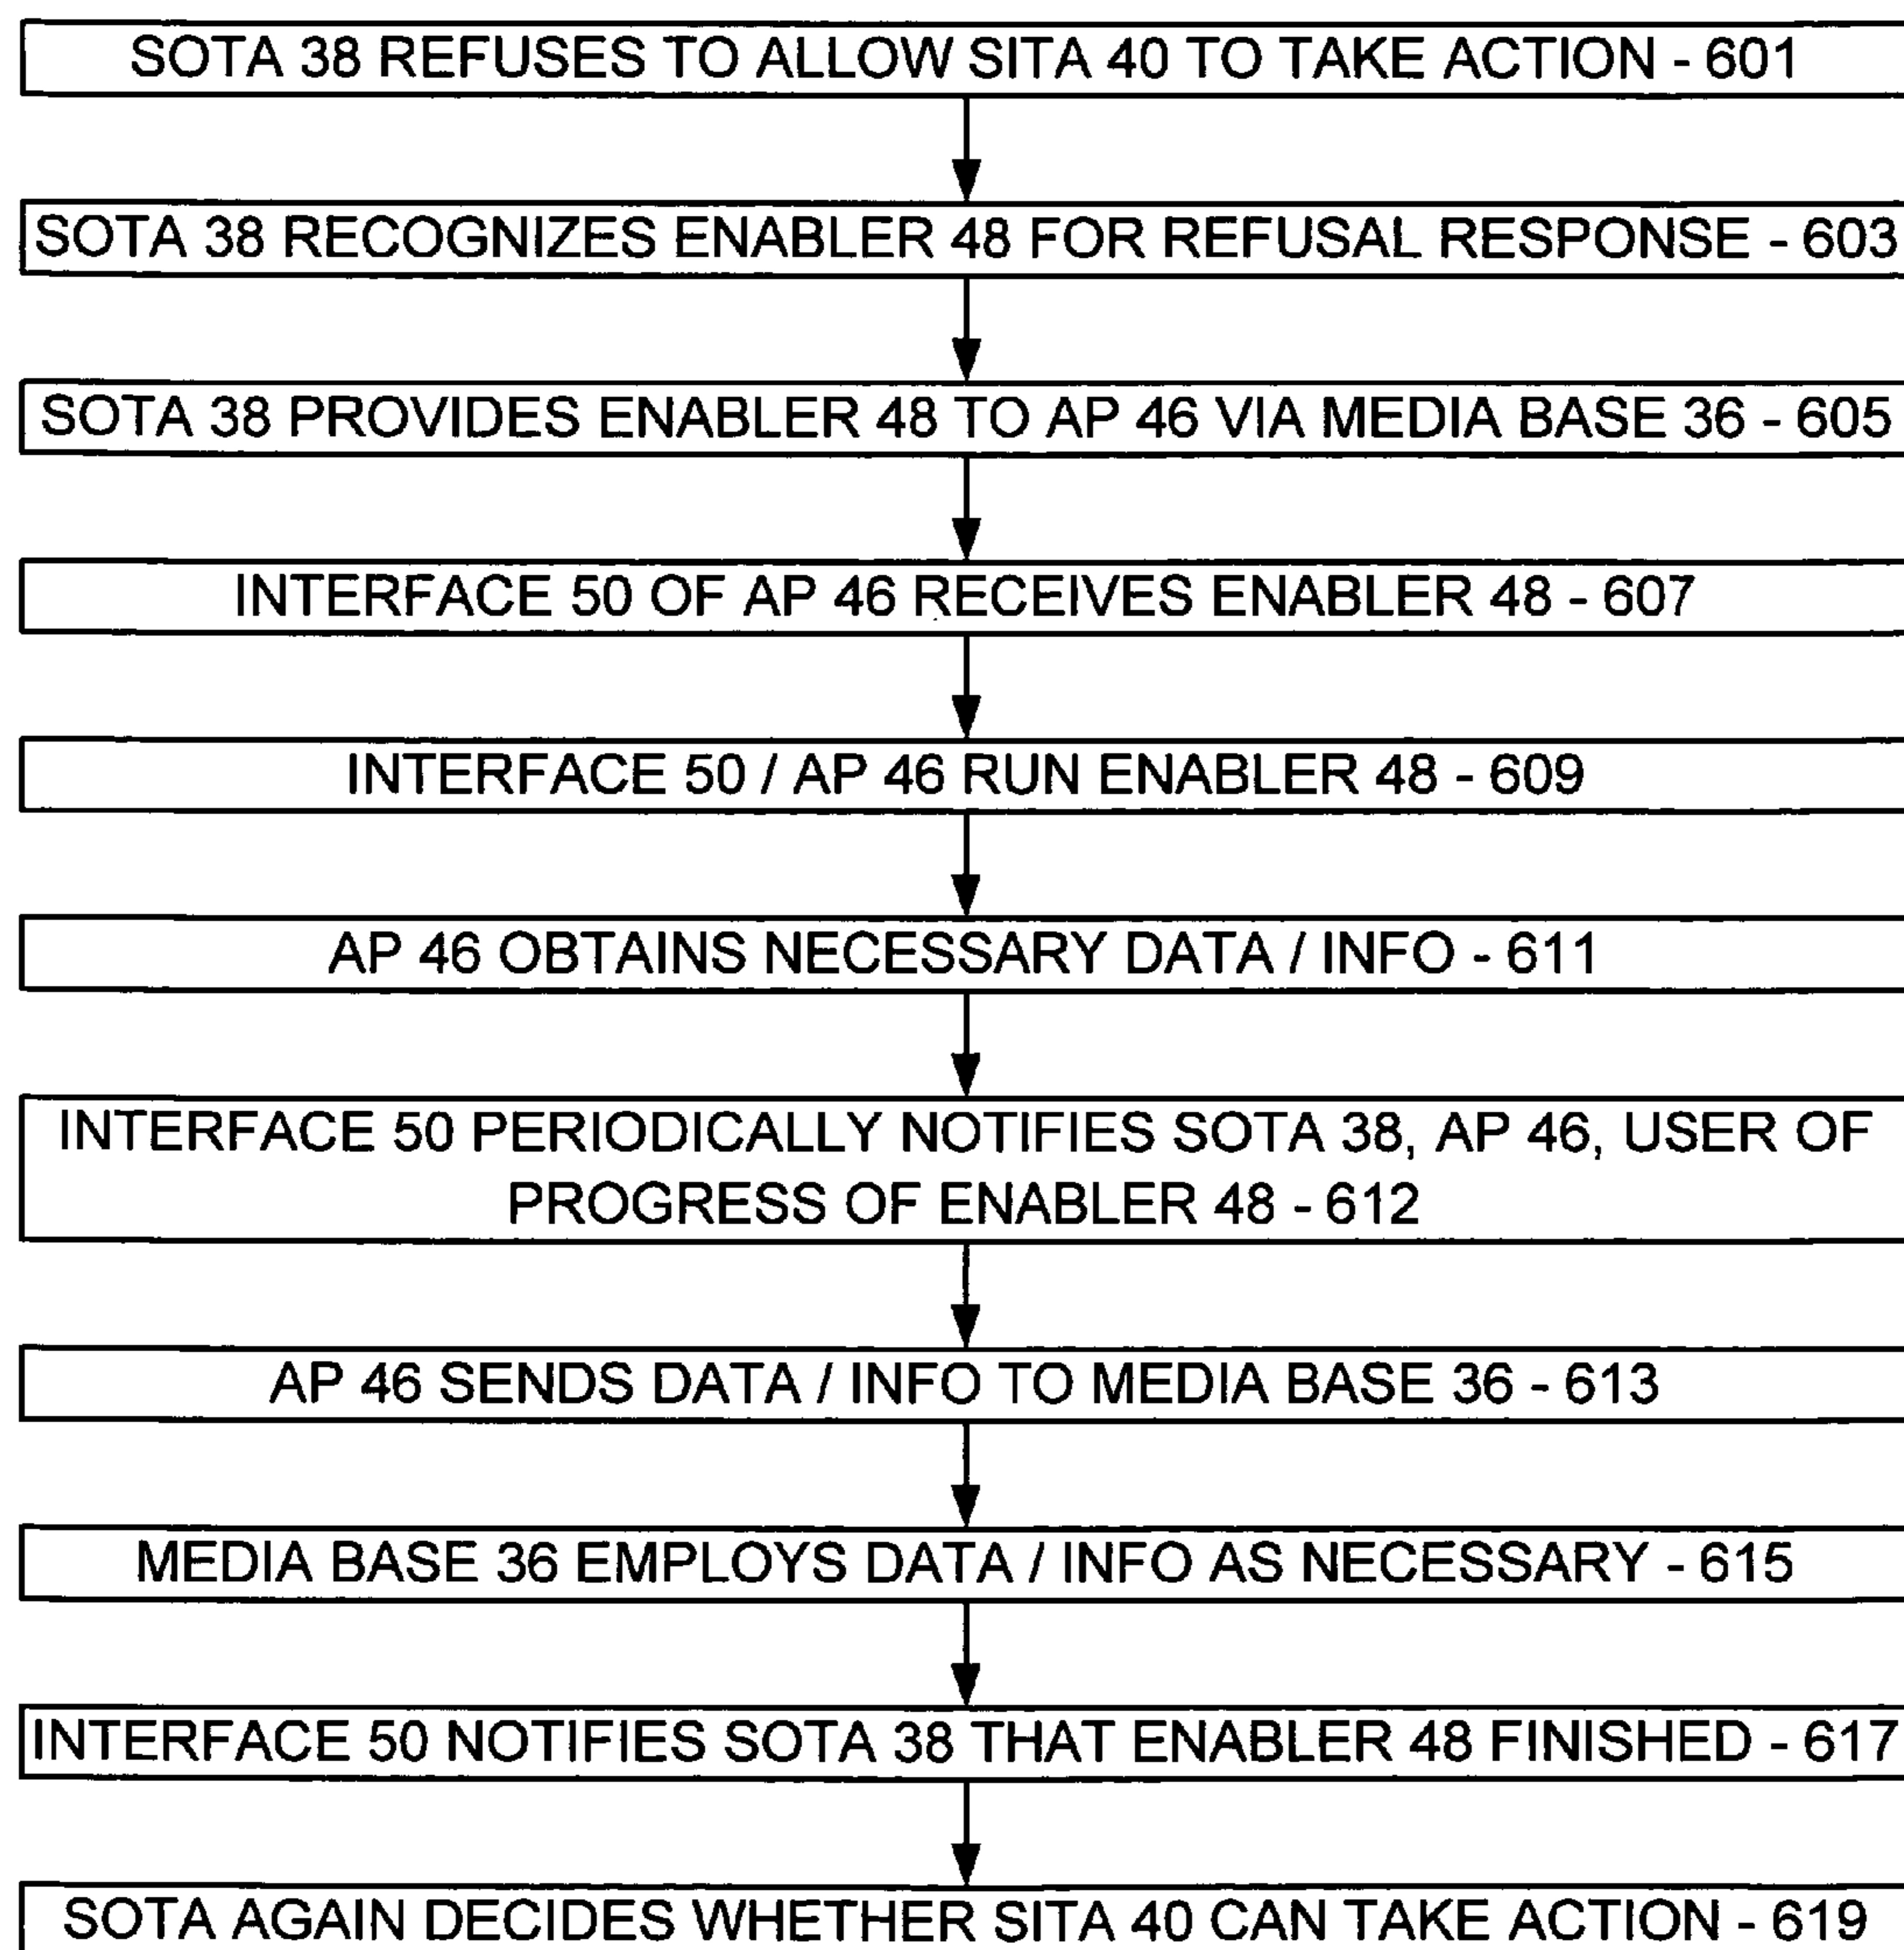 SOTA 38 REFUSES TO ALLOW SITA 40 TO TAKE ACTION - 601
SOTA 38 RECOGNIZES ENABLER 48 FOR REFUSAL RESPONSE - 603
SOTA 38 PROVIDES ENABLER 48 TO AP 46 VIA MEDIA BASE 36 - 605
INTERFACE 50 OF AP 46 RECEIVES ENABLER 48 - 607
INTERFACE 50 / AP 46 RUN ENABLER 48 - 609
AP 46 OBTAINS NECESSARY DATA / INFO - 611
INTERFACE 50 PERIODICALLY NOTIFIES SOTA 38, AP 46, USER OF
PROGRESS OF ENABLER 48 - 612
AP 46 SENDS DATA / INFO TO MEDIA BASE 36 - 613
MEDIA BASE 36 EMPLOYS DATA / INFO AS NECESSARY - 615
INTERFACE 50 NOTIFIES SOTA 38 THAT ENABLER 48 FINISHED - 617
SOTA AGAIN DECIDES WHETHER SITA 40 CAN TAKE ACTION - 619